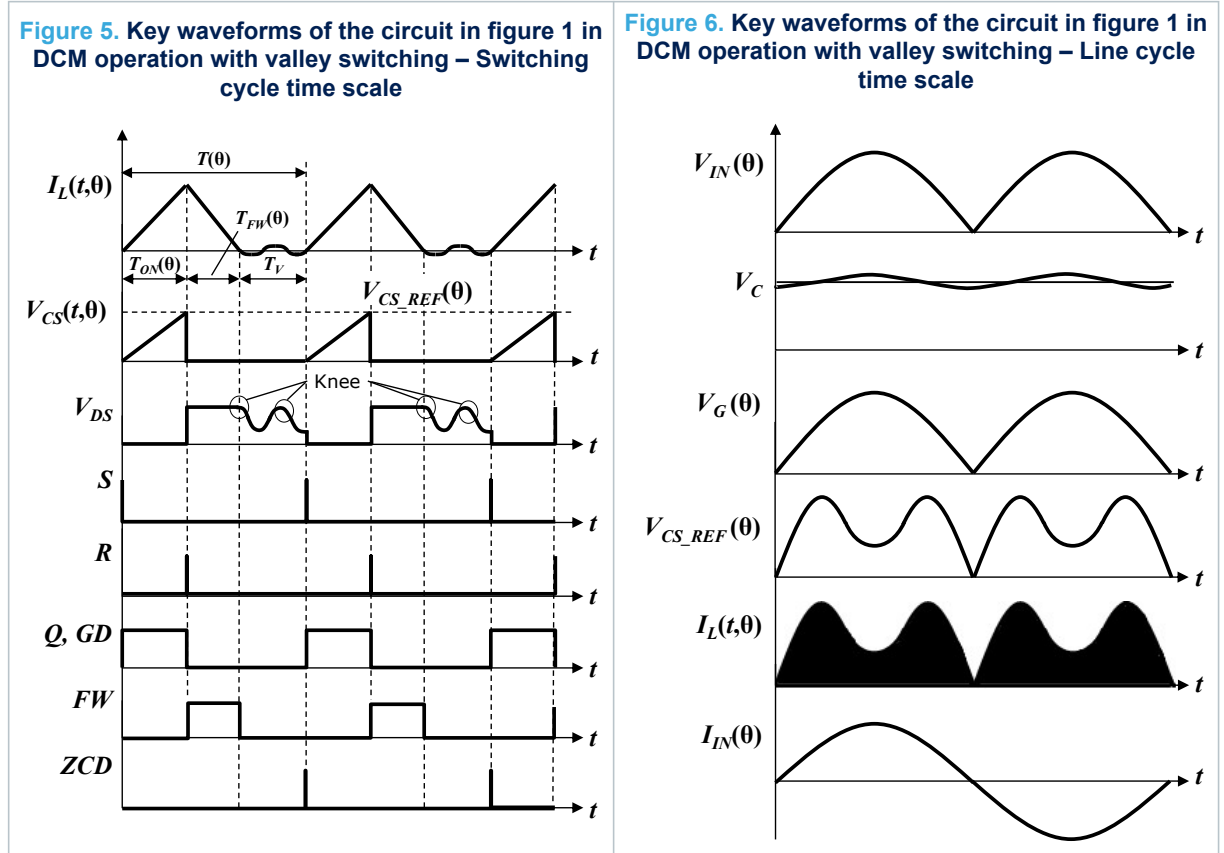 Figure 5. Key waveforms of the circuit in figure 1 in
DCM operation with valley switching – Switching
cycle time scale
T(θ)
I_L(t,θ)
T_FW(θ)
t
T_ON(θ)
T_V
V_CS_REF(θ)
V_CS(t,θ)
t
Knee
V_DS
t
S
t
R
t
Q, GD
t
FW
t
ZCD
t
Figure 6. Key waveforms of the circuit in figure 1 in
DCM operation with valley switching – Line cycle
time scale
V_IN(θ)
t
V_C
t
V_G(θ)
t
V_CS_REF(θ)
t
I_L(t,θ)
t
I_IN(θ)
t